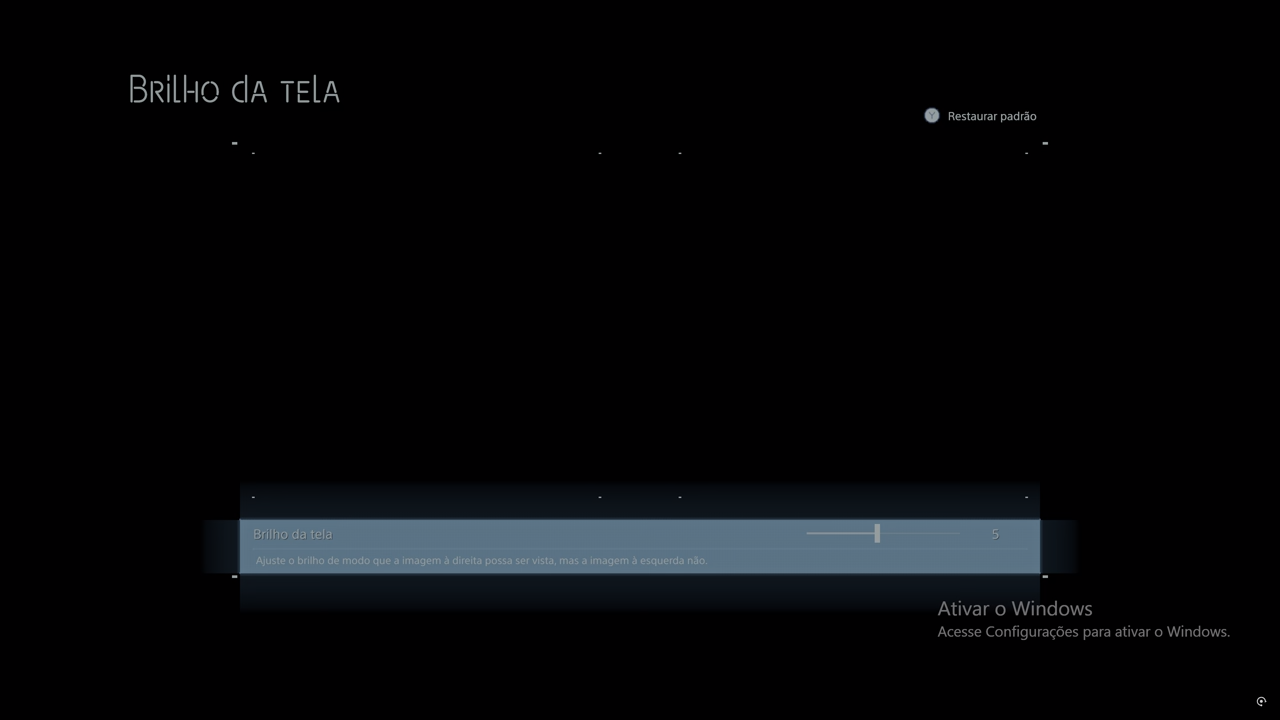 Brilho da tela
Y Restaurar padrão
Brilho da tela 5
Ajuste o brilho de modo que a imagem à direita possa ser vista, mas a imagem à esquerda não.
Ativar o Windows
Acesse Configurações para ativar o Windows.